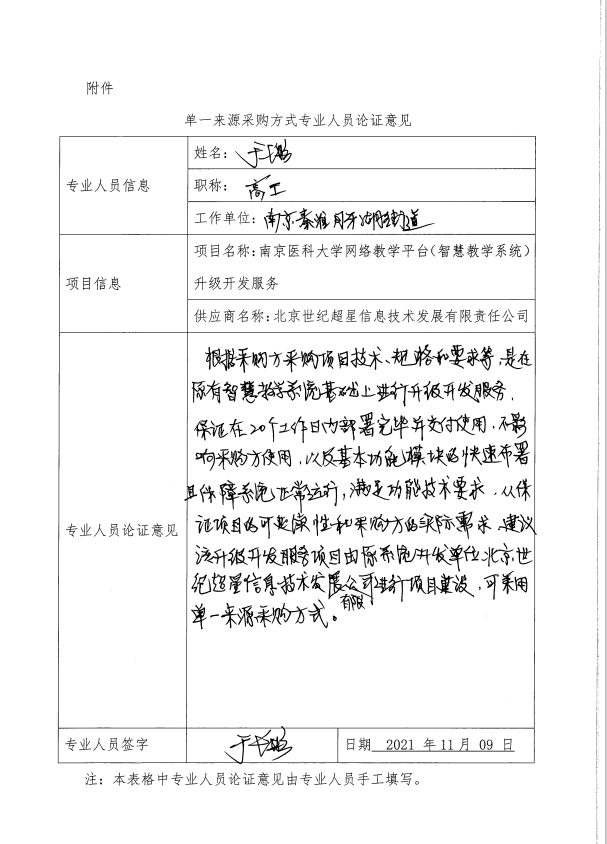 附件
单一来源采购方式专业人员论证意见
专业人员信息
姓名：
职称：高工
工作单位：南京秦淮月牙湖街道
项目信息
项目名称：南京医科大学网络教学平台（智慧教学系统）
升级开发服务
供应商名称：北京世纪超星信息技术发展有限责任公司
专业人员论证意见
根据采购方采购项目技术、规格和要求等，是在
原有智慧教学系统基础上进行升级开发服务，
保证在20个工作日内部署完毕并交付使用，不影
响采购方使用，以及基本功能模块的快速布署
且保障系统正常运行，满足功能技术要求，从保
证项目的可延续性和采购方的实际需求，建议
该升级开发服务项目由原系统开发单位北京世
纪超星信息技术发展有限公司进行项目建设，可采用
单一来源采购方式。
专业人员签字
日期 2021 年 11 月 09 日
注：本表格中专业人员论证意见由专业人员手工填写。